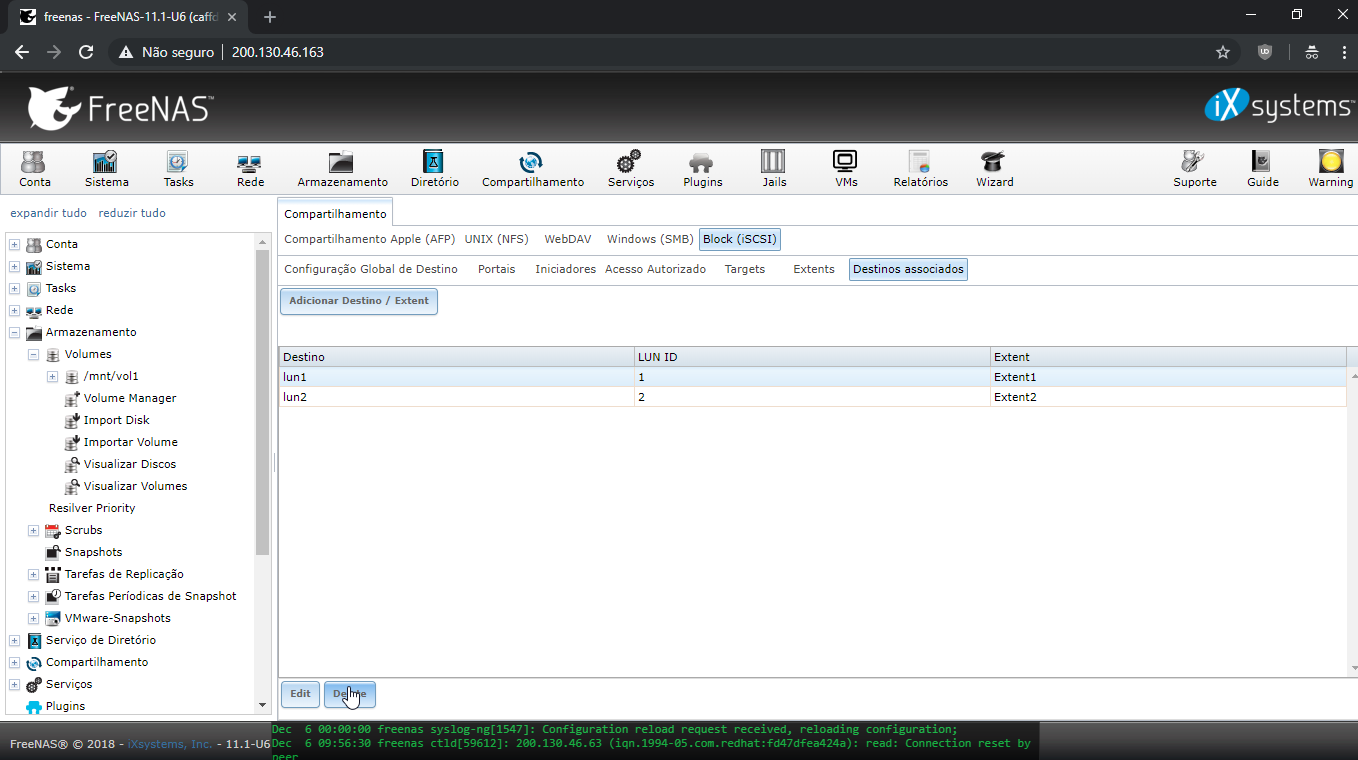 freenas - FreeNAS-11.1-U6 (caffd
Não seguro 200.130.46.163
FreeNAS™
iXsystems™
Conta Sistema Tasks Rede Armazenamento Diretório Compartilhamento Serviços Plugins Jails VMs Relatórios Wizard Suporte Guide Warning
expandir tudo reduzir tudo
Conta
Sistema
Tasks
Rede
Armazenamento
Volumes
/mnt/vol1
Volume Manager
Import Disk
Importar Volume
Visualizar Discos
Visualizar Volumes
Resilver Priority
Scrubs
Snapshots
Tarefas de Replicação
Tarefas Períodicas de Snapshot
VMware-Snapshots
Serviço de Diretório
Compartilhamento
Serviços
Plugins
Compartilhamento
Compartilhamento Apple (AFP) UNIX (NFS) WebDAV Windows (SMB) Block (iSCSI)
Configuração Global de Destino Portais Iniciadores Acesso Autorizado Targets Extents Destinos associados
Adicionar Destino / Extent
Destino LUN ID Extent
lun1 1 Extent1
lun2 2 Extent2
Edit Delete
FreeNAS® © 2018 - iXsystems, Inc. - 11.1-U6
Dec 6 00:00:00 freenas syslog-ng[1547]: Configuration reload request received, reloading configuration;
Dec 6 09:56:30 freenas ctld[59612]: 200.130.46.63 (iqn.1994-05.com.redhat:fd47dfea424a): read: Connection reset by
peer